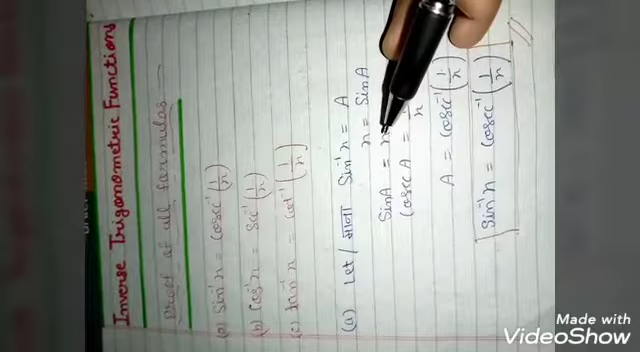 Inverse Trigonometric Functions
Proof of all formulas
(a) Sin⁻¹x = Cosec⁻¹(1/x)
(b) Cos⁻¹x = Sec⁻¹(1/x)
(c) tan⁻¹x = Cot⁻¹(1/x)
(a) Let / माना Sin⁻¹x = A
x = SinA
SinA = x
CosecA =
A = Cosec⁻¹(1/x)
Sin⁻¹x = Cosec⁻¹(1/x)
Made with
VideoShow